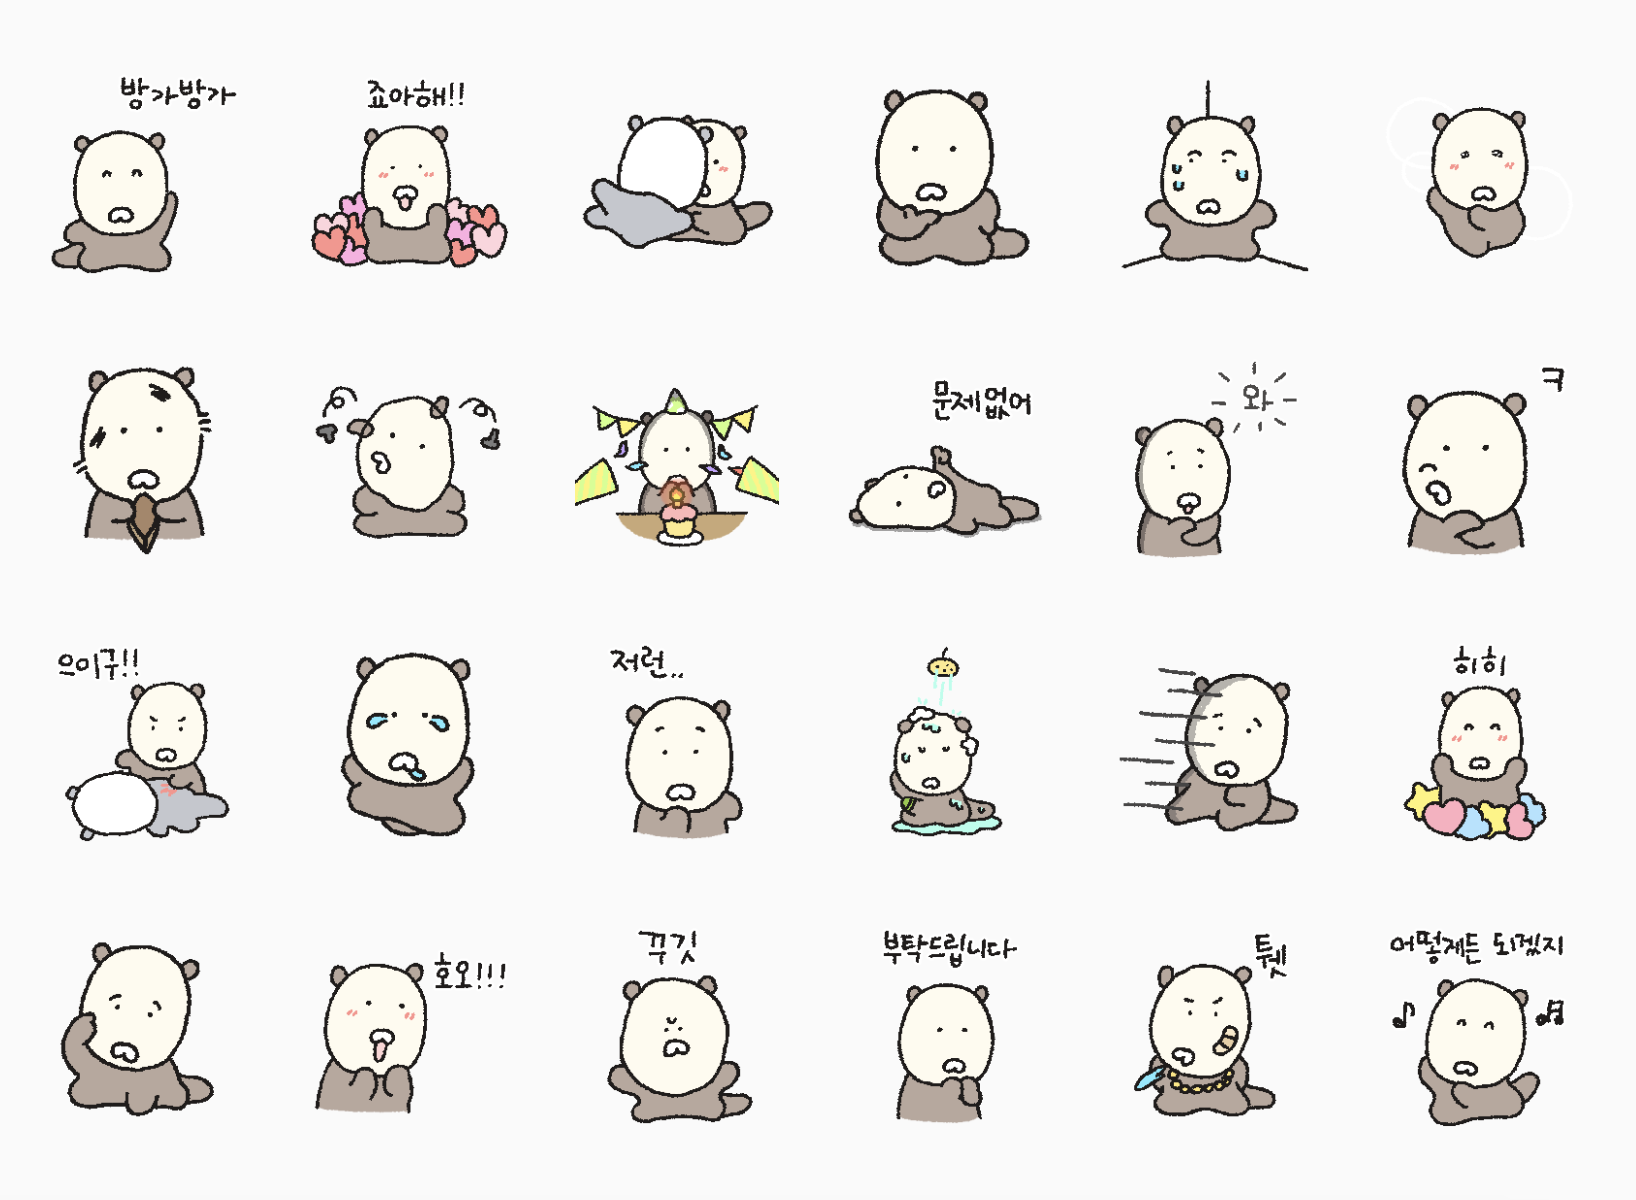 방가방가
죠아해!!
문제없어
와
ㅋ
으이구!!
저런..
히히
호오!!!
꾸깃
부탁드립니다
퉷
어떻게든 되겠지